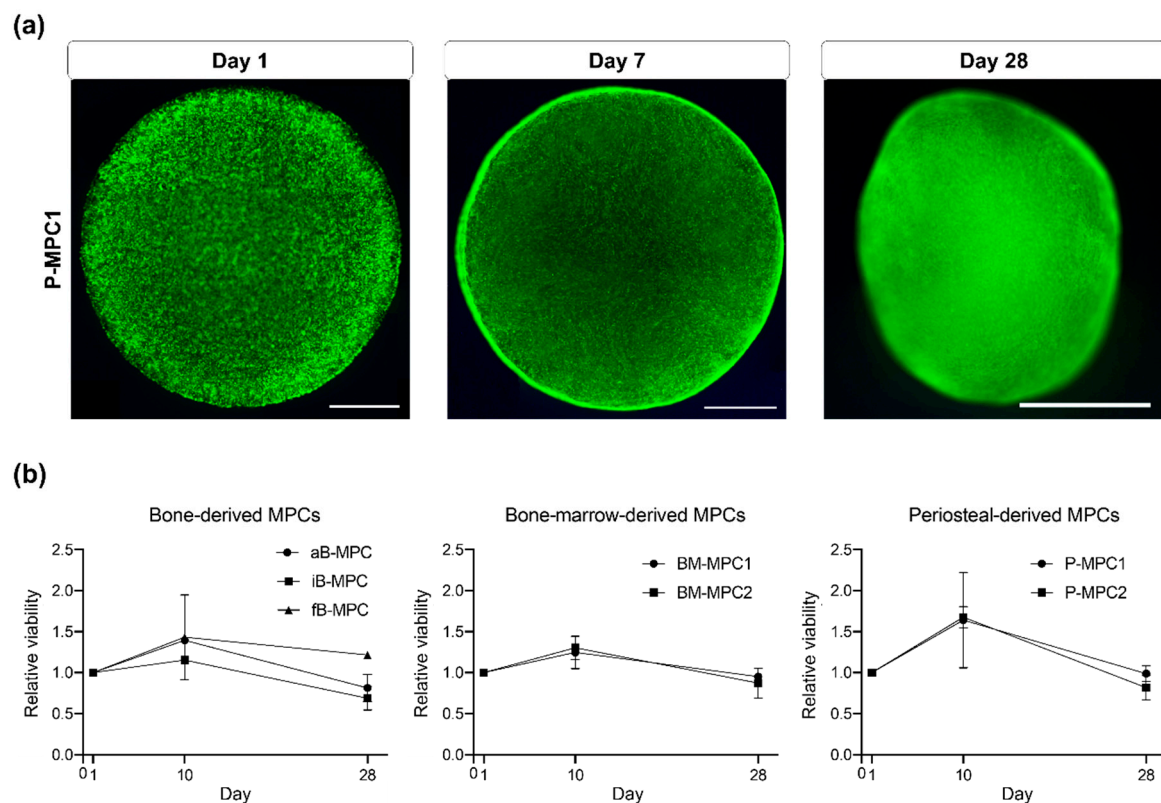 (a)
Day 1
Day 7
Day 28
P-MPC1
(b)
Bone-derived MPCs
aB-MPC
iB-MPC
fB-MPC
Relative viability
2.5
2.0
1.5
1.0
0.5
0.0
0 1 10 28
Day
Bone-marrow-derived MPCs
BM-MPC1
BM-MPC2
Relative viability
2.5
2.0
1.5
1.0
0.5
0.0
0 1 10 28
Day
Periosteal-derived MPCs
P-MPC1
P-MPC2
Relative viability
2.5
2.0
1.5
1.0
0.5
0.0
0 1 10 28
Day